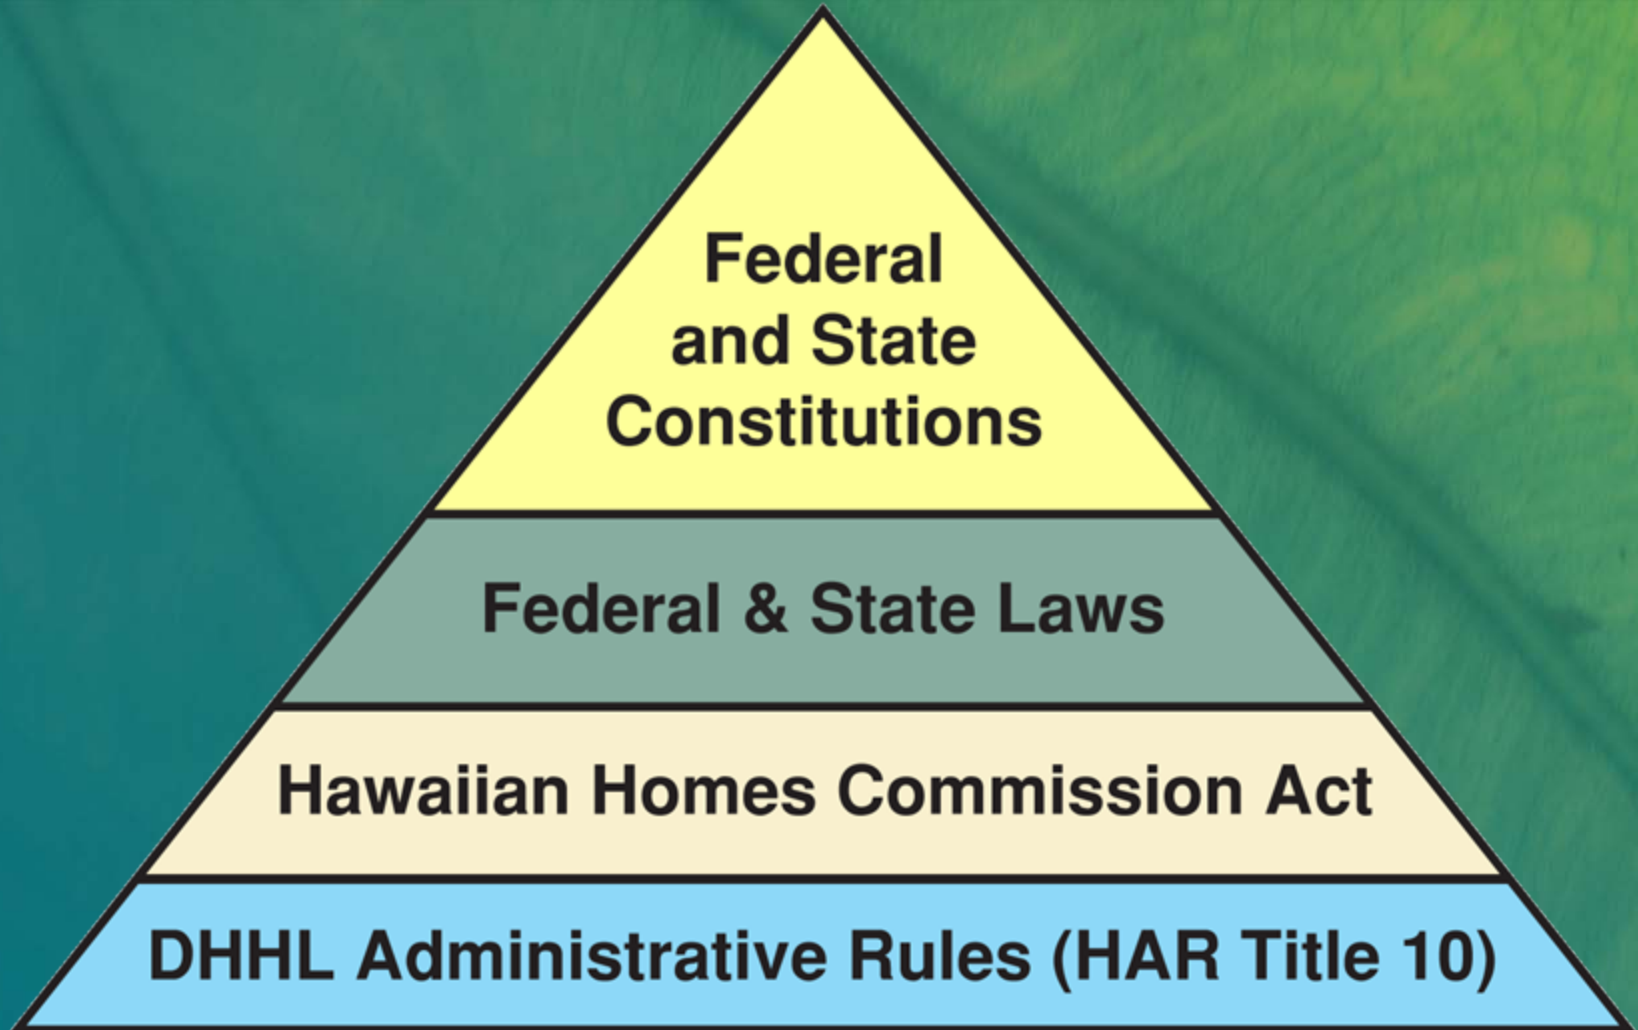 Federal
and State
Constitutions
Federal & State Laws
Hawaiian Homes Commission Act
DHHL Administrative Rules (HAR Title 10)